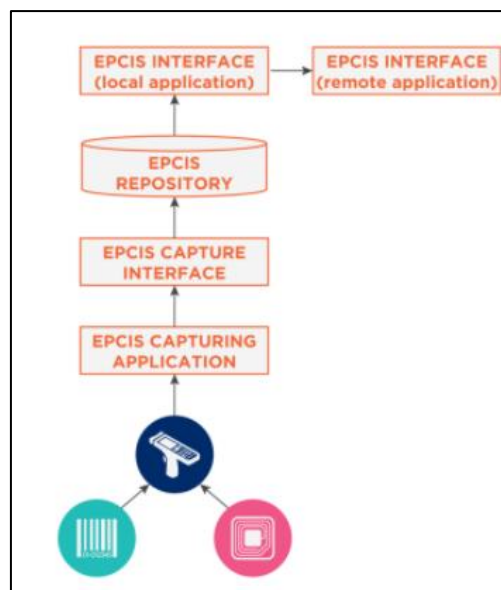 EPCIS INTERFACE
(local application)
EPCIS INTERFACE
(remote application)
EPCIS
REPOSITORY
EPCIS CAPTURE
INTERFACE
EPCIS CAPTURING
APPLICATION